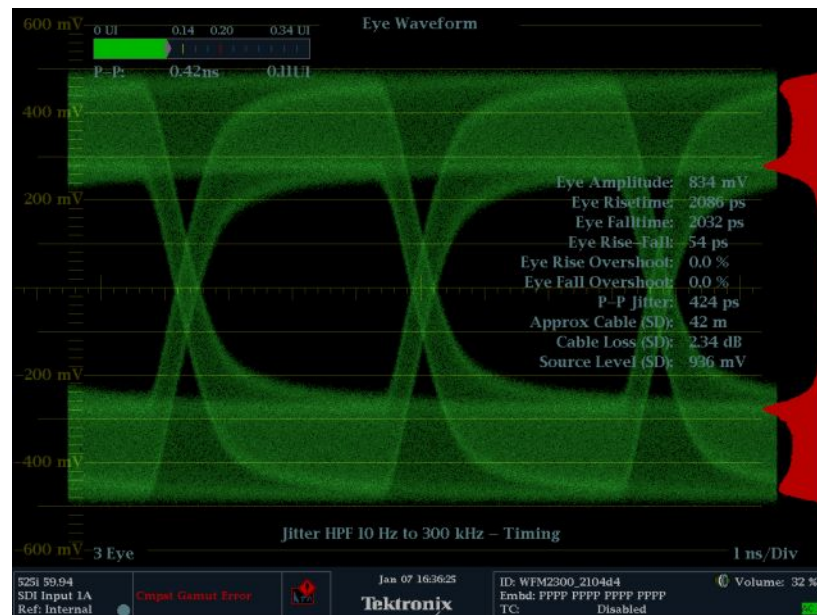 600 mV
Eye Waveform
0 UI 0.14 0.20 0.34 UI
P-P: 0.42ns 0.11UI
400 mV
200 mV
Eye Amplitude: 834 mV
Eye Risetime: 2086 ps
Eye Falltime: 2032 ps
Eye Rise-Fall: 54 ps
Eye Rise Overshoot: 0.0 %
Eye Fall Overshoot: 0.0 %
P-P Jitter: 424 ps
Approx Cable (SD): 42 m
Cable Loss (SD): 2.34 dB
Source Level (SD): 936 mV
-200 mV
-400 mV
Jitter HPF 10 Hz to 300 kHz - Timing
-600 mV
3 Eye
1 ns/Div
525i 59.94
SDI Input 1A
Ref: Internal
Cmpst Gamut Error
Jan 07 16:36:25
Tektronix
ID: WFM2300_2104d4
Embd: PPPP PPPP PPPP PPPP
TC: Disabled
Volume: 32 %
AC